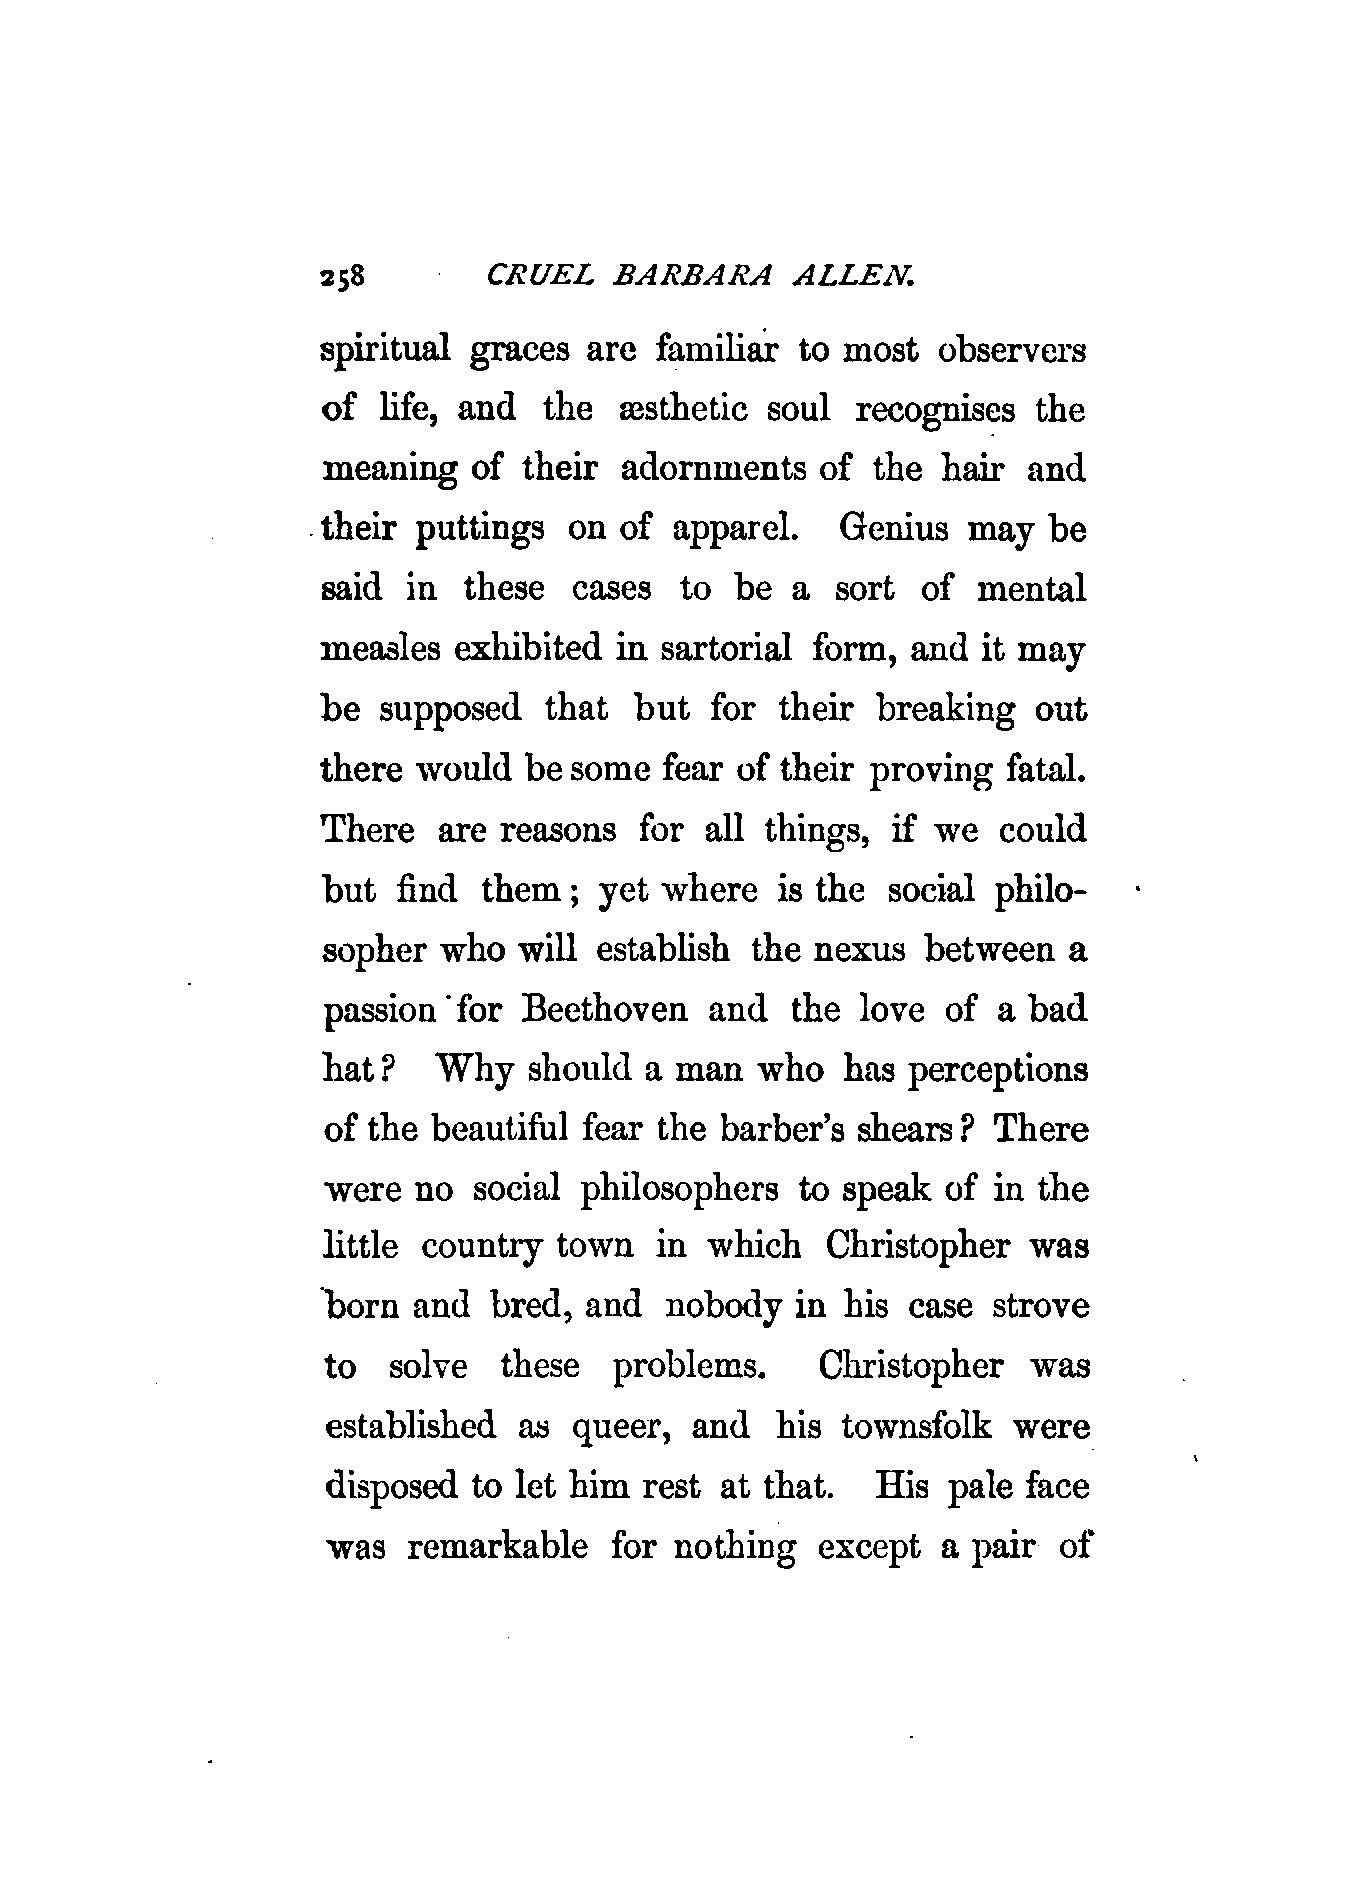 258 CRUEL BARBARA ALLEN.
spiritual graces are familiar to most observers
of life, and the æsthetic soul recognises the
meaning of their adornments of the hair and
their puttings on of apparel. Genius may be
said in these cases to be a sort of mental
measles exhibited in sartorial form, and it may
be supposed that but for their breaking out
there would be some fear of their proving fatal.
There are reasons for all things, if we could
but find them; yet where is the social philo-
sopher who will establish the nexus between a
passion for Beethoven and the love of a bad
hat? Why should a man who has perceptions
of the beautiful fear the barber's shears? There
were no social philosophers to speak of in the
little country town in which Christopher was
born and bred, and nobody in his case strove
to solve these problems. Christopher was
established as queer, and his townsfolk were
disposed to let him rest at that. His pale face
was remarkable for nothing except a pair of